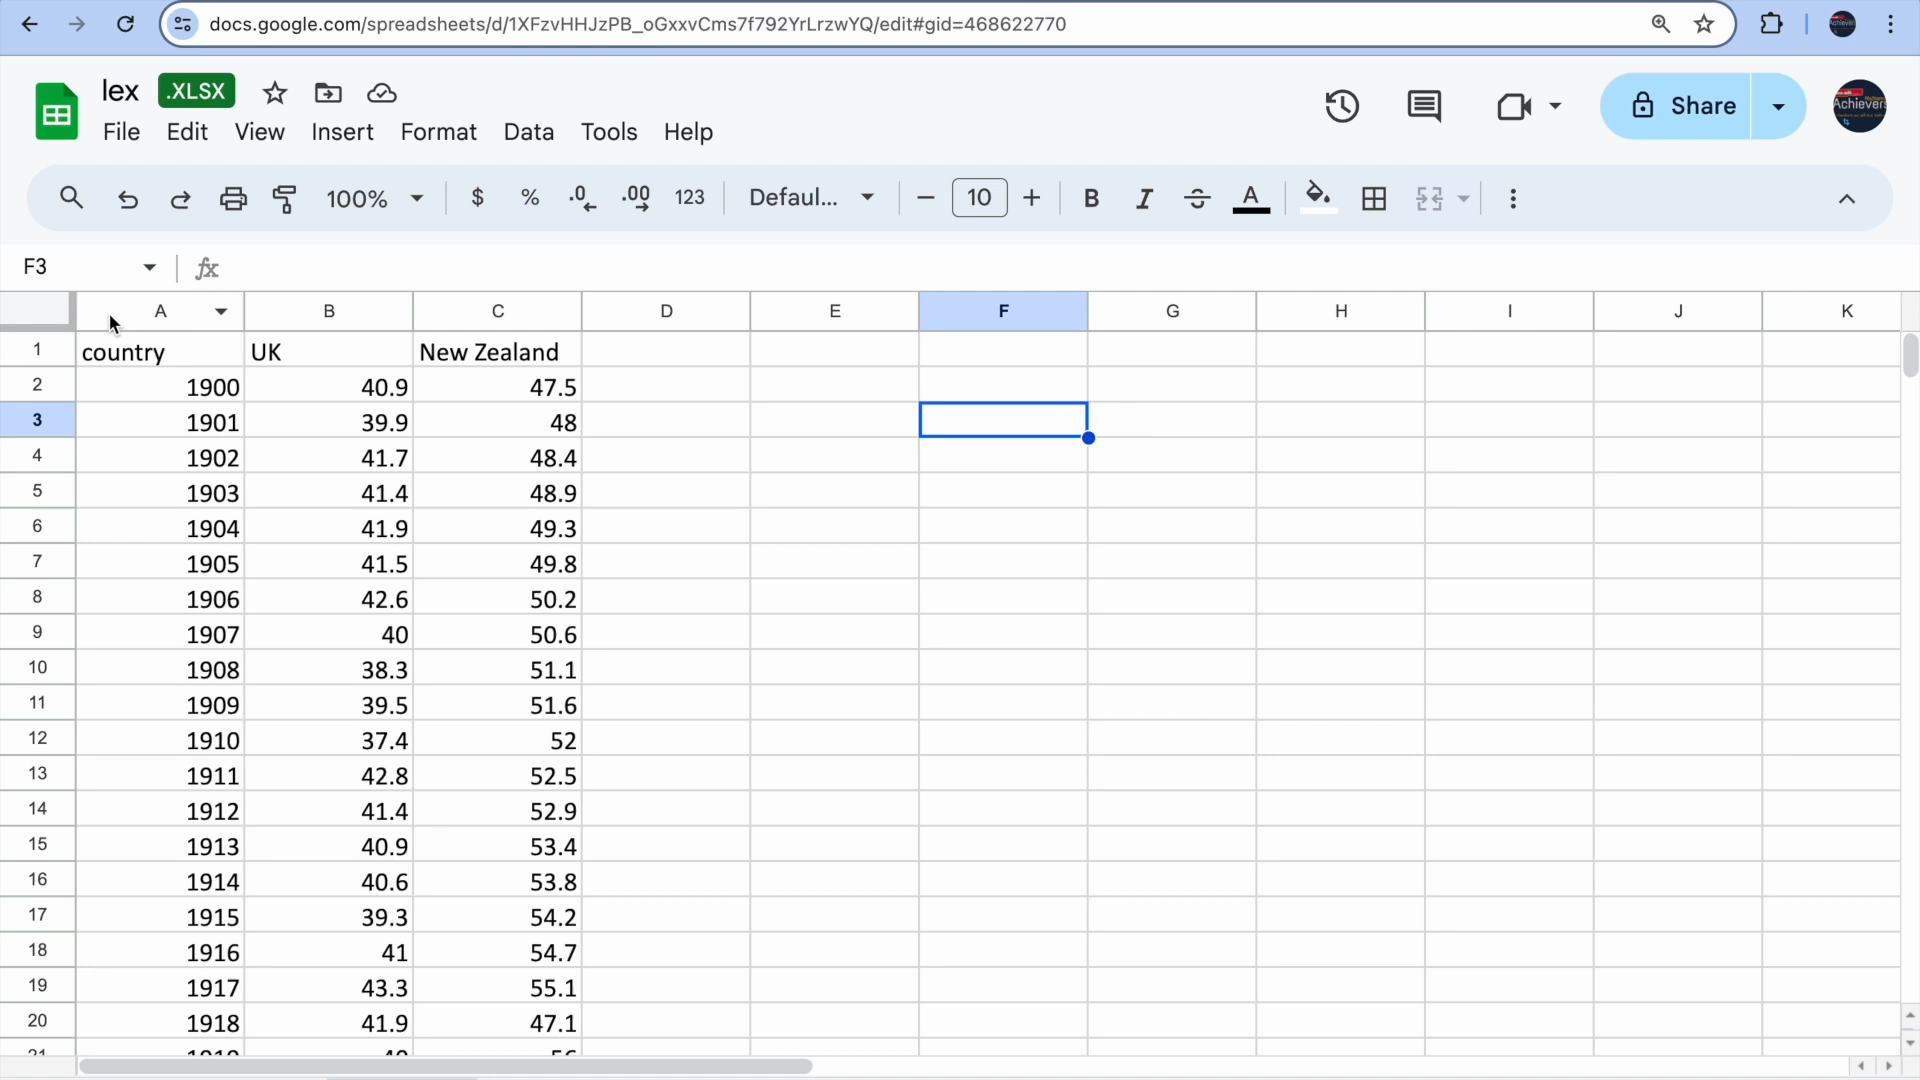 docs.google.com/spreadsheets/d/1XFzvHHJzPB_oGxxvCms7f792YrLrzwYQ/edit#gid=468622770
lex .XLSX
File Edit View Insert Format Data Tools Help
Share
Achievers
100% $ % .0 .00 123 Defaul... 10 B I A
F3 fx
A B C D E F G H I J K
1 country UK New Zealand
2 1900 40.9 47.5
3 1901 39.9 48
4 1902 41.7 48.4
5 1903 41.4 48.9
6 1904 41.9 49.3
7 1905 41.5 49.8
8 1906 42.6 50.2
9 1907 40 50.6
10 1908 38.3 51.1
11 1909 39.5 51.6
12 1910 37.4 52
13 1911 42.8 52.5
14 1912 41.4 52.9
15 1913 40.9 53.4
16 1914 40.6 53.8
17 1915 39.3 54.2
18 1916 41 54.7
19 1917 43.3 55.1
20 1918 41.9 47.1